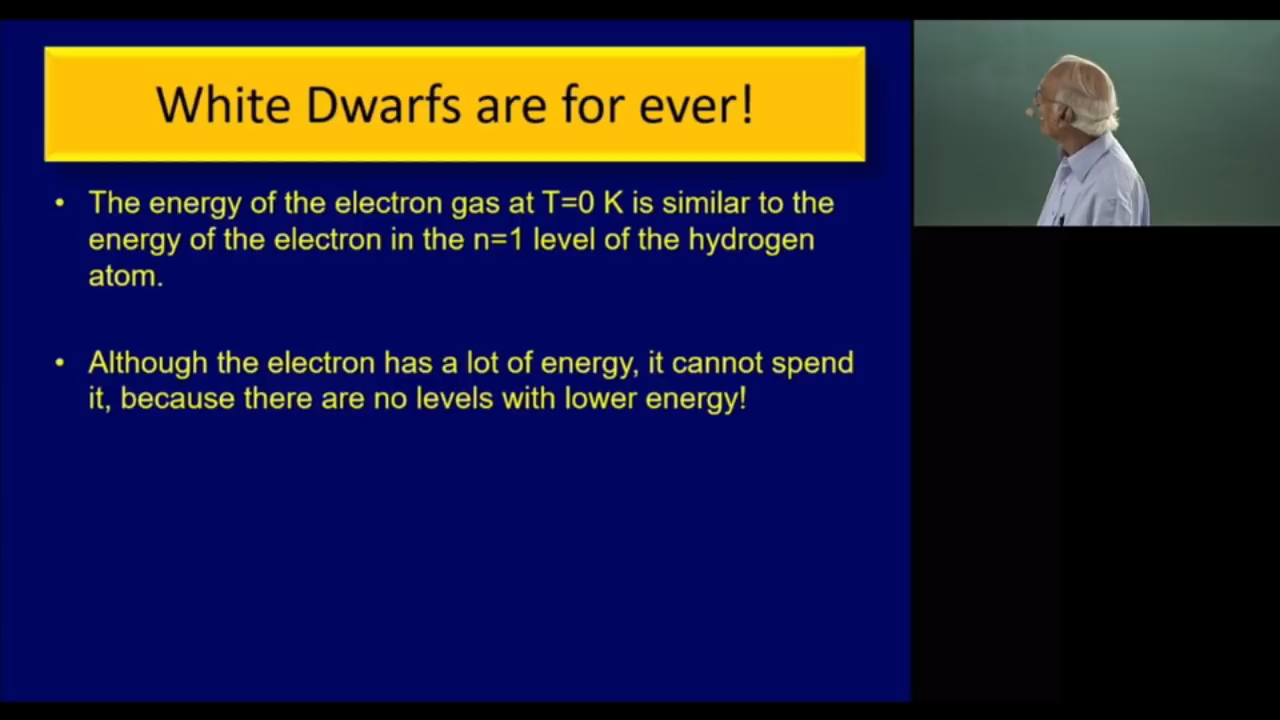 White Dwarfs are for ever!
• The energy of the electron gas at T=0 K is similar to the
energy of the electron in the n=1 level of the hydrogen
atom.
• Although the electron has a lot of energy, it cannot spend
it, because there are no levels with lower energy!